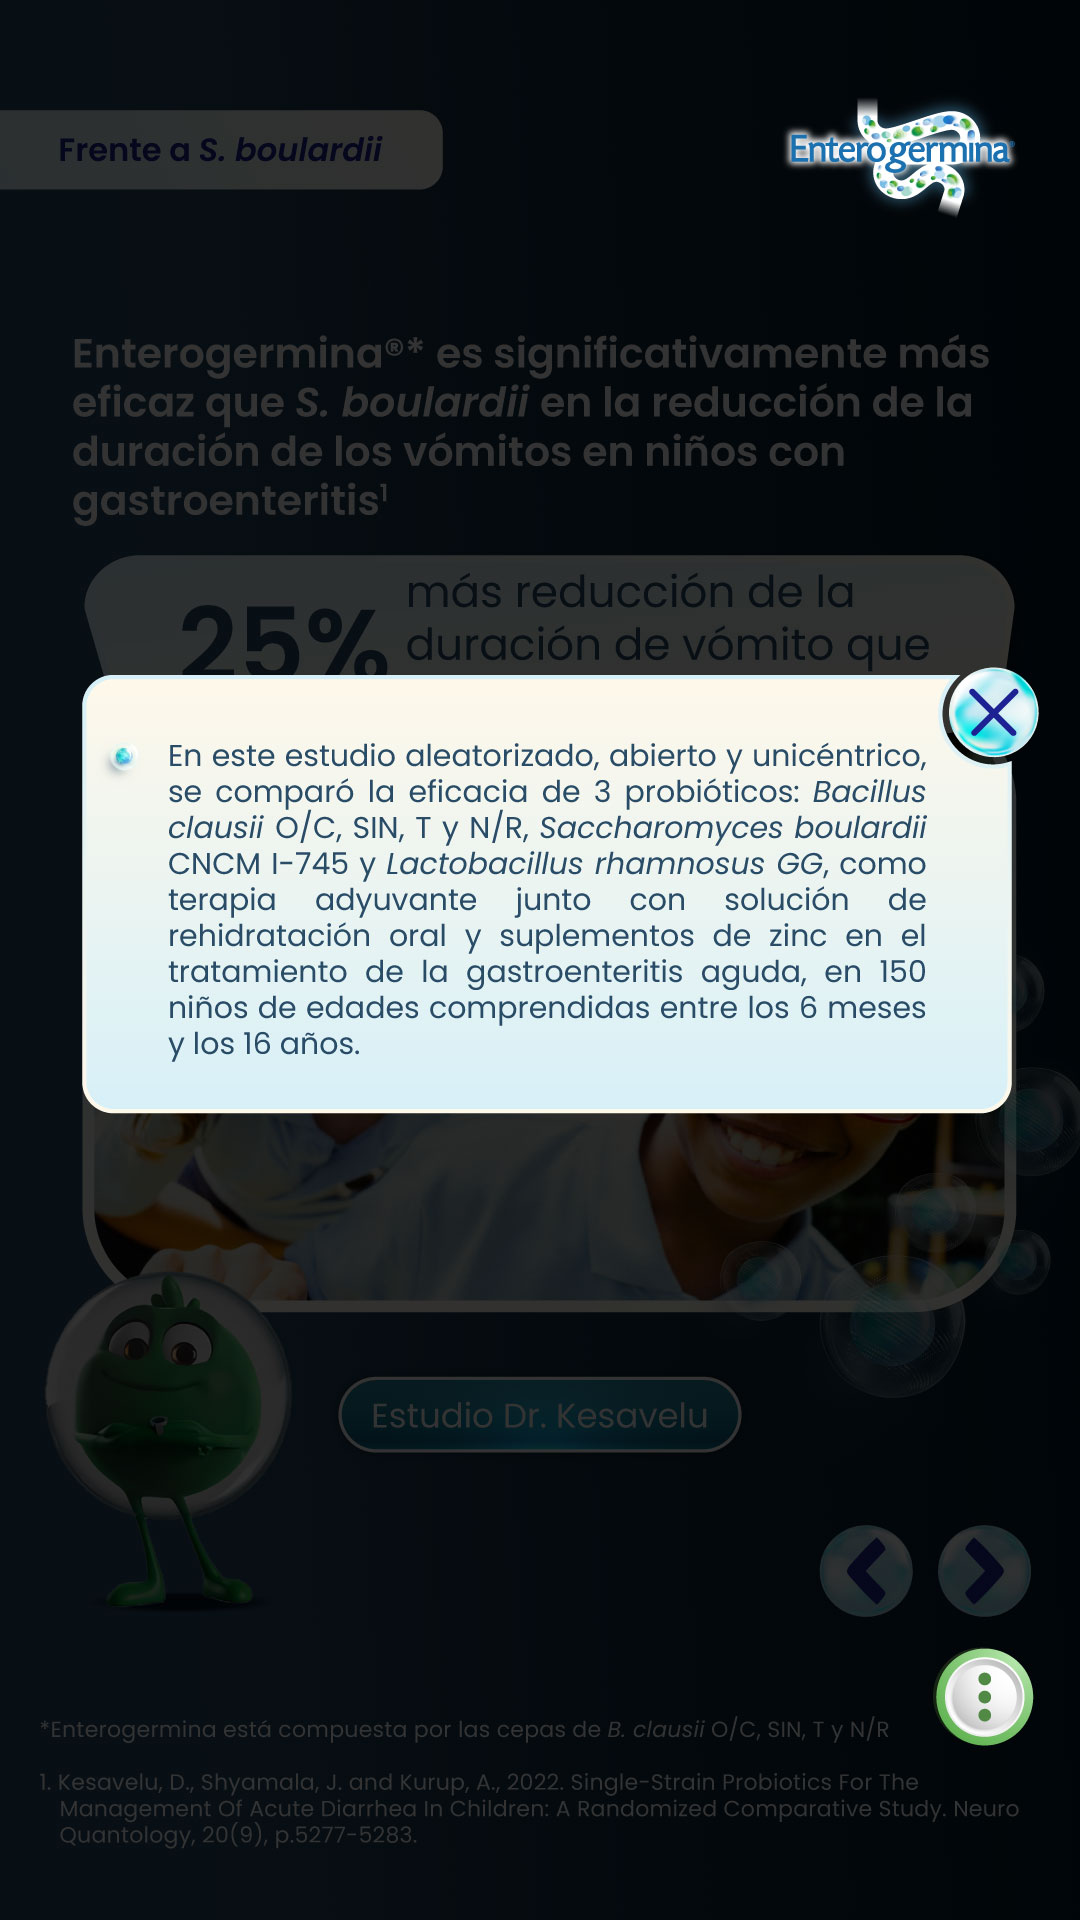 Frente a S. boulardii
Enterogermina®
Enterogermina®* es significativamente más
eficaz que S. boulardii en la reducción de la
duración de los vómitos en niños con
gastroenteritis¹
25%
más reducción de la
duración de vómito que
En este estudio aleatorizado, abierto y unicéntrico,
se comparó la eficacia de 3 probióticos: Bacillus
clausii O/C, SIN, T y N/R, Saccharomyces boulardii
CNCM I-745 y Lactobacillus rhamnosus GG, como
terapia adyuvante junto con solución de
rehidratación oral y suplementos de zinc en el
tratamiento de la gastroenteritis aguda, en 150
niños de edades comprendidas entre los 6 meses
y los 16 años.
Estudio Dr. Kesavelu
*Enterogermina está compuesta por las cepas de B. clausii O/C, SIN, T y N/R
1. Kesavelu, D., Shyamala, J. and Kurup, A., 2022. Single-Strain Probiotics For The
Management Of Acute Diarrhea In Children: A Randomized Comparative Study. Neuro
Quantology, 20(9), p.5277-5283.